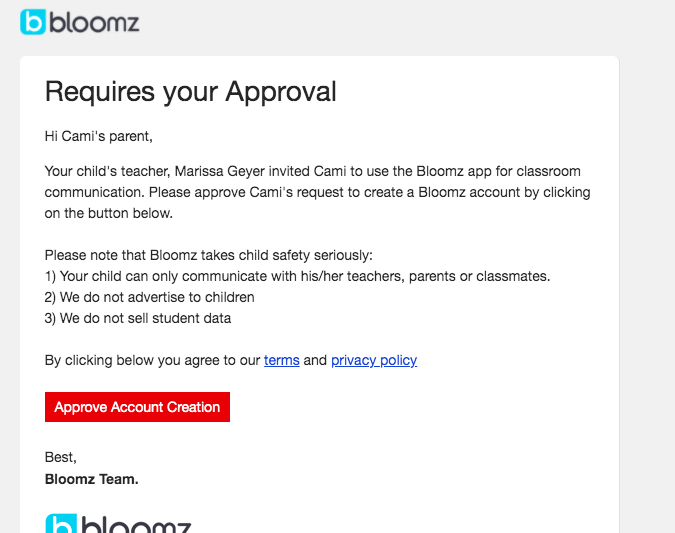 bloomz
Requires your Approval
Hi Cami's parent,
Your child's teacher, Marissa Geyer invited Cami to use the Bloomz app for classroom
communication. Please approve Cami's request to create a Bloomz account by clicking
on the button below.
Please note that Bloomz takes child safety seriously:
1) Your child can only communicate with his/her teachers, parents or classmates.
2) We do not advertise to children
3) We do not sell student data
By clicking below you agree to our terms and privacy policy
Approve Account Creation
Best,
Bloomz Team.
bloomz